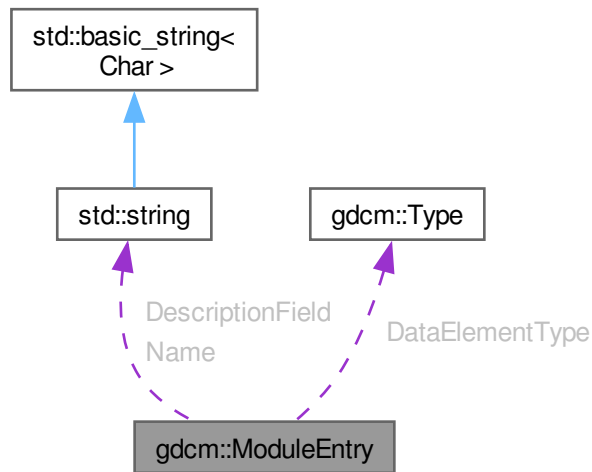 std::basic_string<
Char >
std::string
gdcm::Type
DescriptionField
Name
DataElementType
gdcm::ModuleEntry